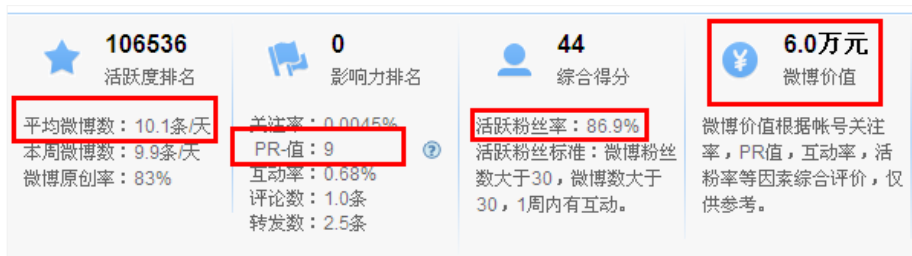 106536
活跃度排名
平均微博数：10.1条/天
本周微博数：9.9条/天
微博原创率：83%
0
影响力排名
关注率：0.0045%
PR-值：9
?
互动率：0.68%
评论数：1.0条
转发数：2.5条
44
综合得分
活跃粉丝率：86.9%
活跃粉丝标准：微博粉丝
数大于30，微博数大于
30，1周内有互动。
¥
6.0万元
微博价值
微博价值根据帐号关注
率，PR值，互动率，活
粉率等因素综合评价，仅
供参考。